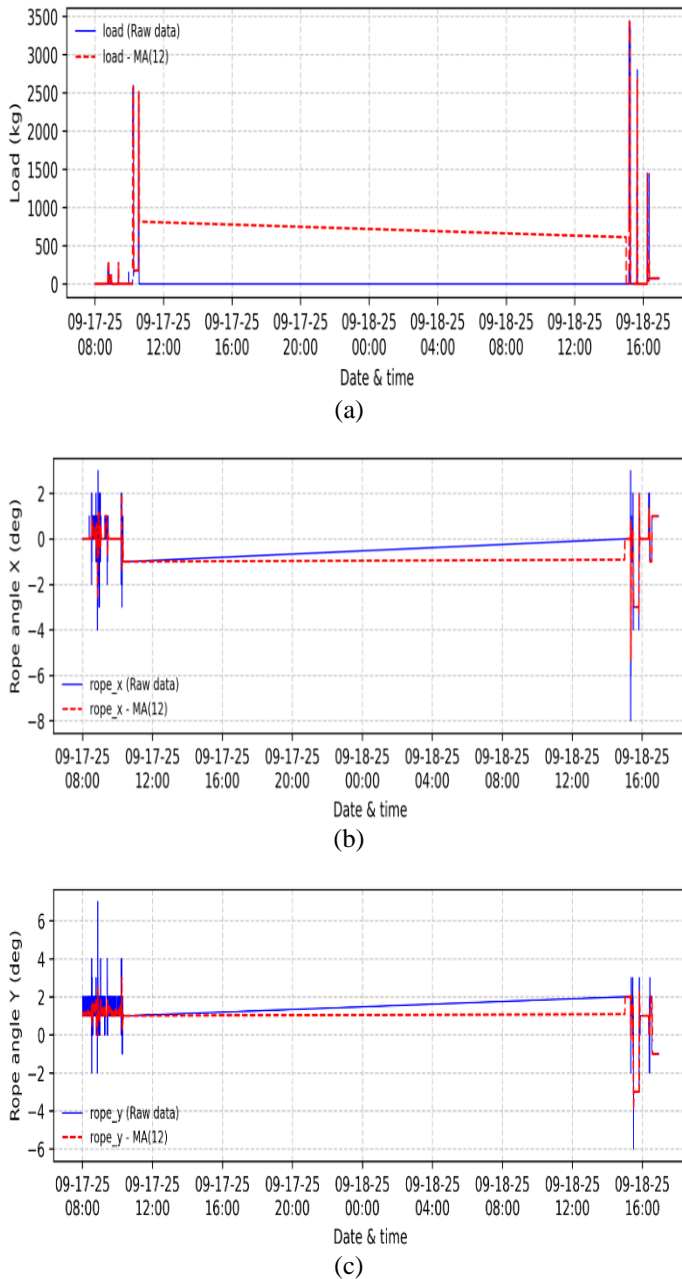 3500
3000
2500
2000
1500
1000
500
0
Load (kg)
load (Raw data)
load - MA(12)
09-17-25 09-17-25 09-17-25 09-17-25 09-18-25 09-18-25 09-18-25 09-18-25 09-18-25
08:00 12:00 16:00 20:00 00:00 04:00 08:00 12:00 16:00
Date & time
(a)
2
0
−2
−4
−6
−8
Rope angle X (deg)
rope_x (Raw data)
rope_x - MA(12)
09-17-25 09-17-25 09-17-25 09-17-25 09-18-25 09-18-25 09-18-25 09-18-25 09-18-25
08:00 12:00 16:00 20:00 00:00 04:00 08:00 12:00 16:00
Date & time
(b)
6
4
2
0
−2
−4
−6
Rope angle Y (deg)
rope_y (Raw data)
rope_y - MA(12)
09-17-25 09-17-25 09-17-25 09-17-25 09-18-25 09-18-25 09-18-25 09-18-25 09-18-25
08:00 12:00 16:00 20:00 00:00 04:00 08:00 12:00 16:00
Date & time
(c)